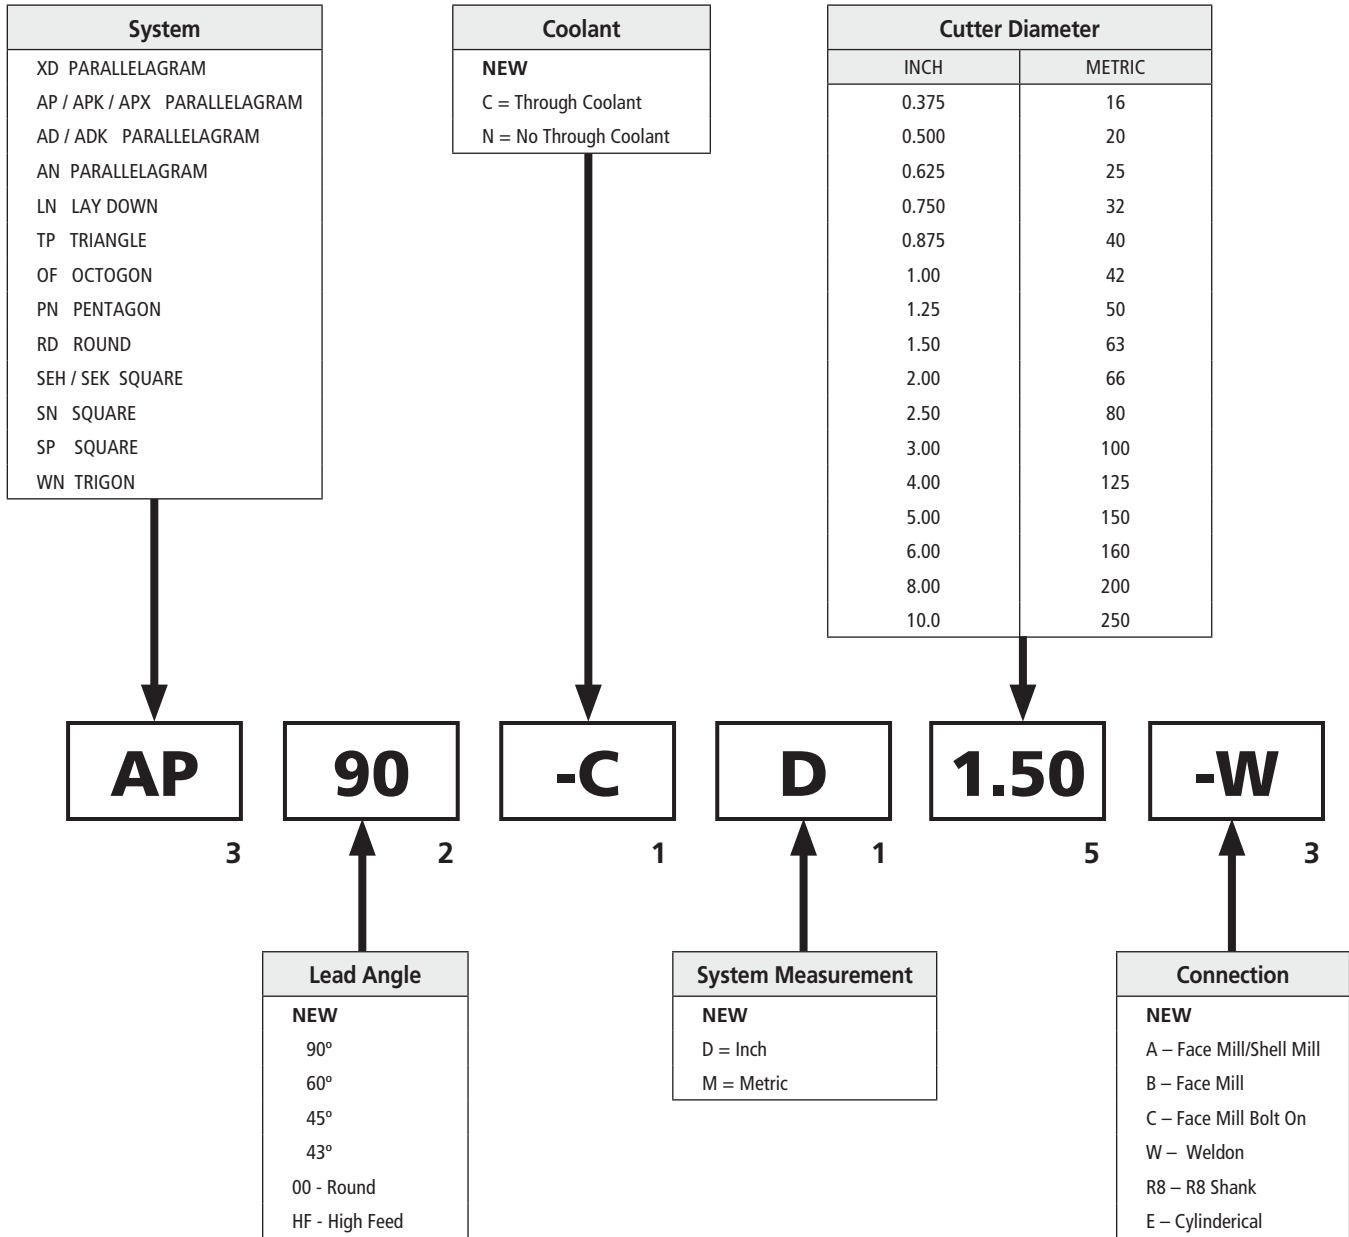 System
XD PARALLELAGRAM
AP / APK / APX PARALLELAGRAM
AD / ADK PARALLELAGRAM
AN PARALLELAGRAM
LN LAY DOWN
TP TRIANGLE
OF OCTOGON
PN PENTAGON
RD ROUND
SEH / SEK SQUARE
SN SQUARE
SP SQUARE
WN TRIGON
Coolant
NEW
C = Through Coolant
N = No Through Coolant
Cutter Diameter
INCH METRIC
0.375 16
0.500 20
0.625 25
0.750 32
0.875 40
1.00 42
1.25 50
1.50 63
2.00 66
2.50 80
3.00 100
4.00 125
5.00 150
6.00 160
8.00 200
10.0 250
AP 90 -C D 1.50 -W
3 2 1 1 5 3
Lead Angle
NEW
90º
60º
45º
43º
00 - Round
HF - High Feed
System Measurement
NEW
D = Inch
M = Metric
Connection
NEW
A – Face Mill/Shell Mill
B – Face Mill
C – Face Mill Bolt On
W – Weldon
R8 – R8 Shank
E – Cylinderical